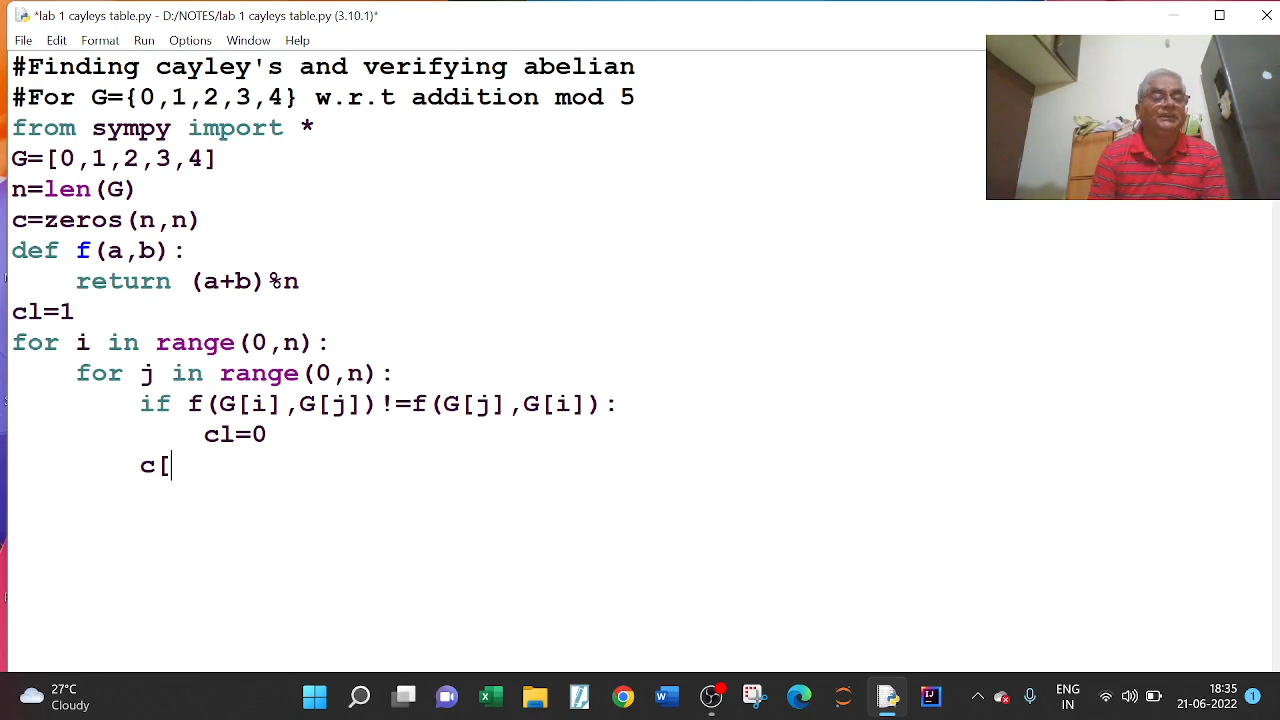 *lab 1 cayleys table.py - D:/NOTES/lab 1 cayleys table.py (3.10.1)*
File Edit Format Run Options Window Help
#Finding cayley's and verifying abelian
#For G={0,1,2,3,4} w.r.t addition mod 5
from sympy import *
G=[0,1,2,3,4]
n=len(G)
c=zeros(n,n)
def f(a,b):
    return (a+b)%n
cl=1
for i in range(0,n):
    for j in range(0,n):
        if f(G[i],G[j])!=f(G[j],G[i]):
            cl=0
        c[
27°C
Cloudy
ENG
IN
18:35
21-06-2022
1